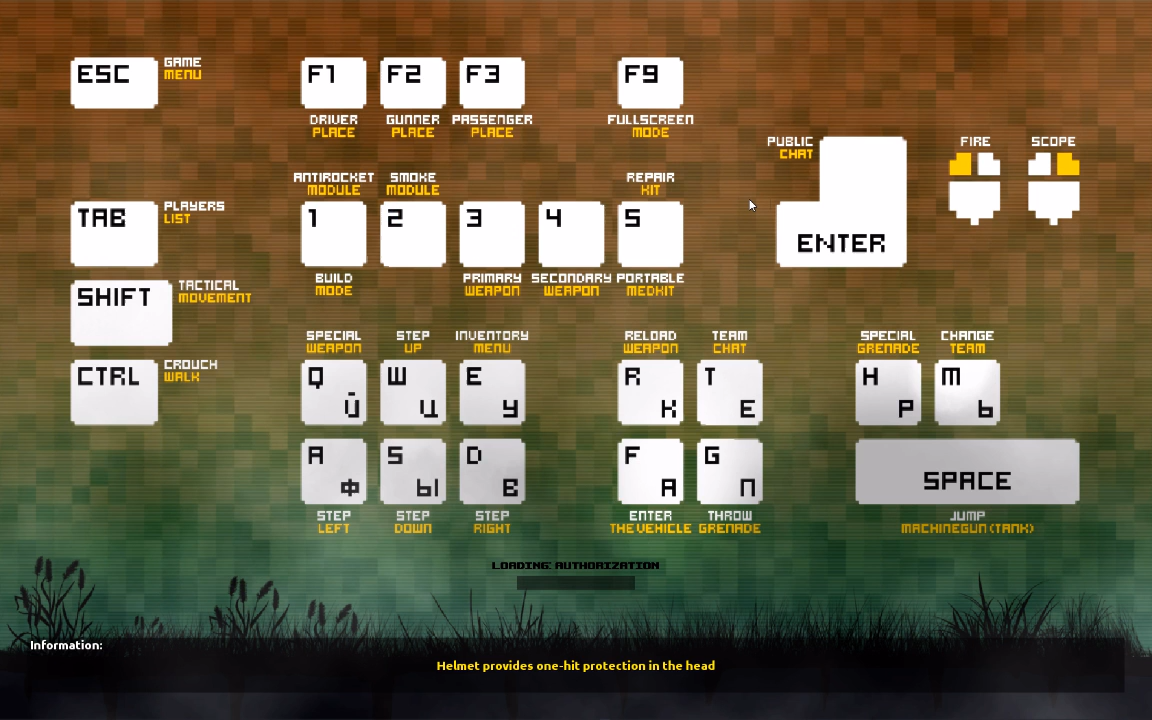 ESC
GAME
MENU
F1
F2
F3
F9
DRIVER
PLACE
GUNNER
PLACE
PASSENGER
PLACE
FULLSCREEN
MODE
PUBLIC
CHAT
ENTER
FIRE
SCOPE
ANTIROCKET
MODULE
SMOKE
MODULE
REPAIR
KIT
TAB
PLAYERS
LIST
1
2
3
4
5
BUILD
MODE
PRIMARY
WEAPON
SECONDARY
WEAPON
PORTABLE
MEDKIT
SHIFT
TACTICAL
MOVEMENT
SPECIAL
WEAPON
STEP
UP
INVENTORY
MENU
RELOAD
WEAPON
TEAM
CHAT
SPECIAL
GRENADE
CHANGE
TEAM
CTRL
CROUCH
WALK
Q Й
W Ц
E У
R К
T Е
H Р
M Ь
A Ф
S Ы
D В
F А
G П
SPACE
STEP
LEFT
STEP
DOWN
STEP
RIGHT
ENTER
THE VEHICLE
THROW
GRENADE
JUMP
MACHINEGUN (TANK)
LOADING: AUTHORIZATION
Information:
Helmet provides one-hit protection in the head